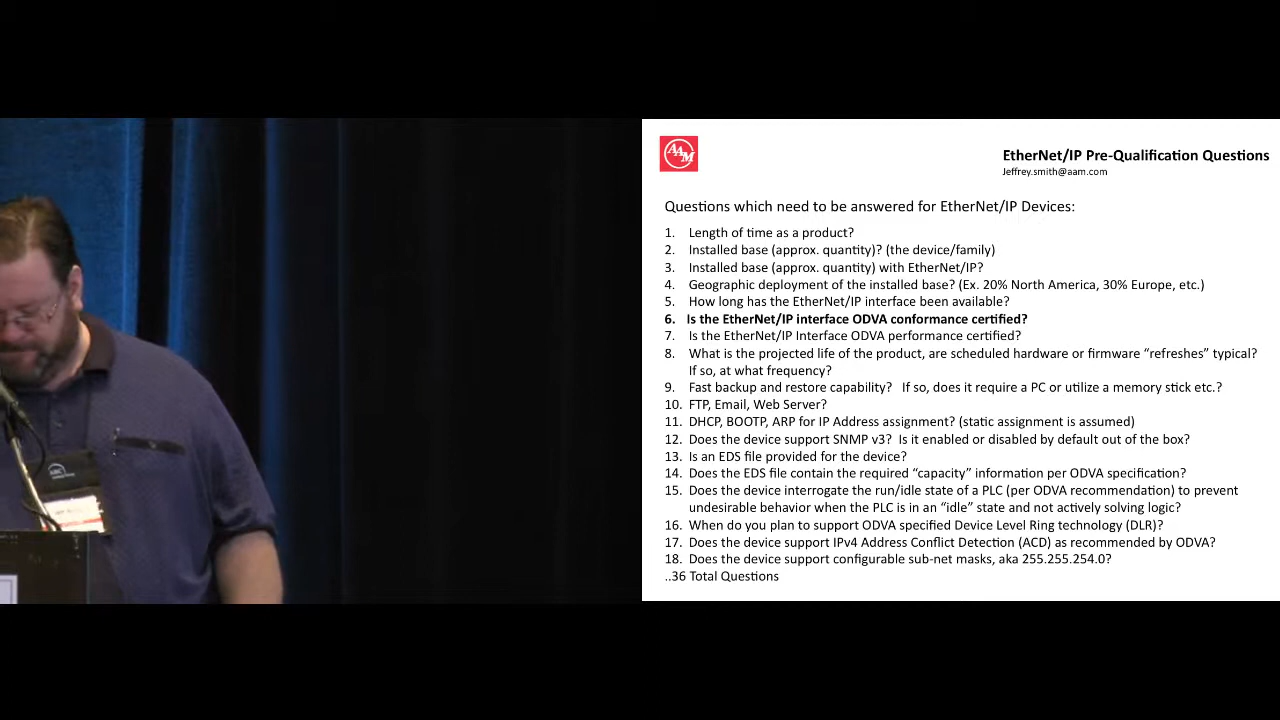 AAM
EtherNet/IP Pre-Qualification Questions
Jeffrey.smith@aam.com
Questions which need to be answered for EtherNet/IP Devices:
1. Length of time as a product?
2. Installed base (approx. quantity)? (the device/family)
3. Installed base (approx. quantity) with EtherNet/IP?
4. Geographic deployment of the installed base? (Ex. 20% North America, 30% Europe, etc.)
5. How long has the EtherNet/IP interface been available?
6. Is the EtherNet/IP interface ODVA conformance certified?
7. Is the EtherNet/IP Interface ODVA performance certified?
8. What is the projected life of the product, are scheduled hardware or firmware “refreshes” typical?
If so, at what frequency?
9. Fast backup and restore capability? If so, does it require a PC or utilize a memory stick etc.?
10. FTP, Email, Web Server?
11. DHCP, BOOTP, ARP for IP Address assignment? (static assignment is assumed)
12. Does the device support SNMP v3? Is it enabled or disabled by default out of the box?
13. Is an EDS file provided for the device?
14. Does the EDS file contain the required “capacity” information per ODVA specification?
15. Does the device interrogate the run/idle state of a PLC (per ODVA recommendation) to prevent
undesirable behavior when the PLC is in an “idle” state and not actively solving logic?
16. When do you plan to support ODVA specified Device Level Ring technology (DLR)?
17. Does the device support IPv4 Address Conflict Detection (ACD) as recommended by ODVA?
18. Does the device support configurable sub-net masks, aka 255.255.254.0?
..36 Total Questions